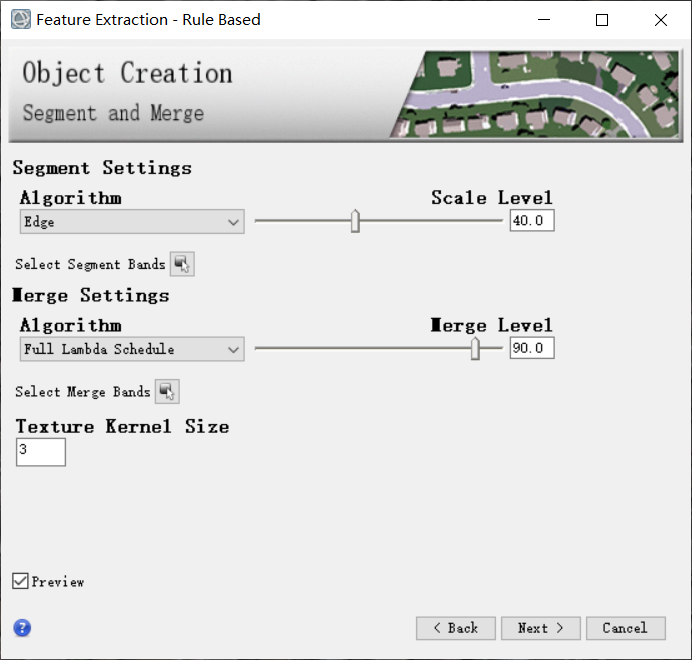 Feature Extraction - Rule Based
Object Creation
Segment and Merge
Segment Settings
Algorithm Scale Level
Edge 40.0
Select Segment Bands
Merge Settings
Algorithm Merge Level
Full Lambda Schedule 90.0
Select Merge Bands
Texture Kernel Size
3
Preview
? < Back Next > Cancel